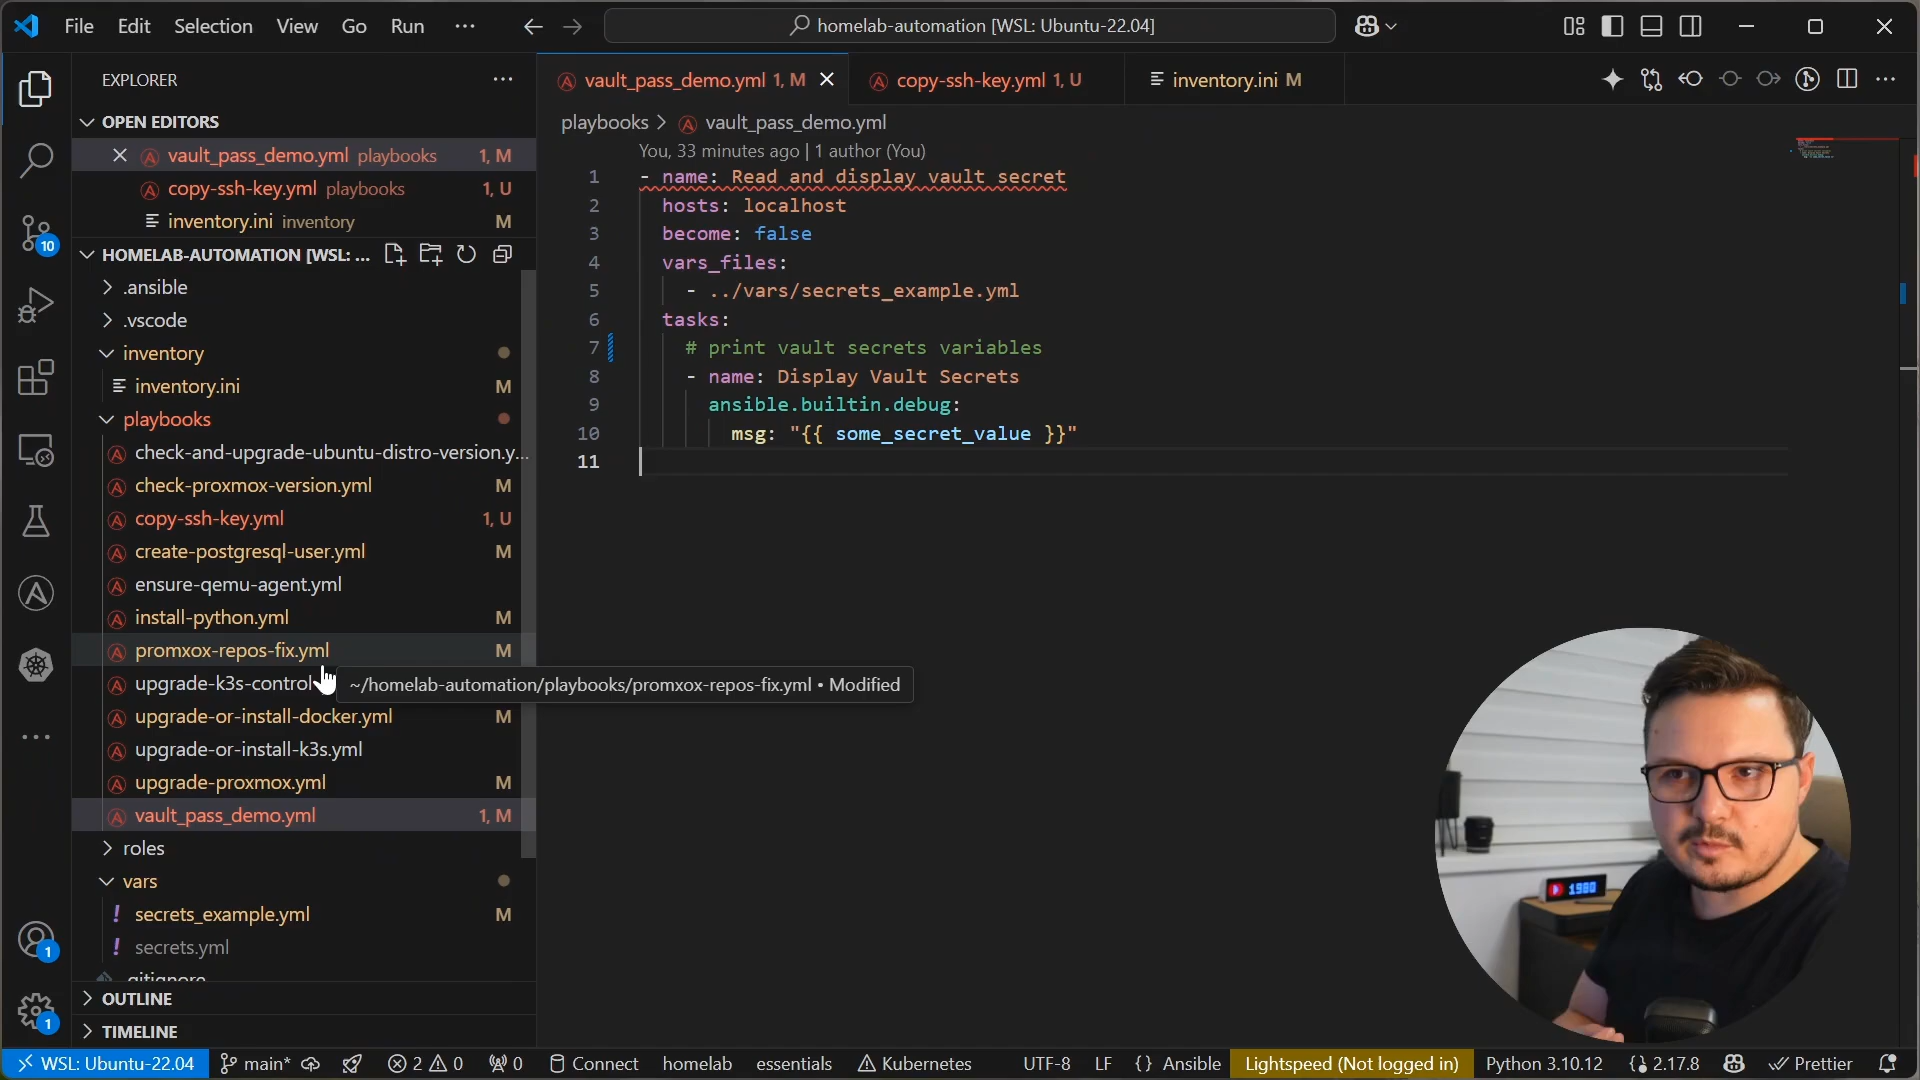 File Edit Selection View Go Run ···
homelab-automation [WSL: Ubuntu-22.04]
EXPLORER
OPEN EDITORS
vault_pass_demo.yml playbooks 1, M
copy-ssh-key.yml playbooks 1, U
inventory.ini inventory M
HOMELAB-AUTOMATION [WSL: ...
.ansible
.vscode
inventory
inventory.ini M
playbooks
check-and-upgrade-ubuntu-distro-version.y...
check-proxmox-version.yml M
copy-ssh-key.yml 1, U
create-postgresql-user.yml M
ensure-qemu-agent.yml
install-python.yml M
promxox-repos-fix.yml M
upgrade-k3s-control
upgrade-or-install-docker.yml M
upgrade-or-install-k3s.yml
upgrade-proxmox.yml M
vault_pass_demo.yml 1, M
roles
vars
secrets_example.yml M
secrets.yml
.gitignore
OUTLINE
TIMELINE
10
1
1
vault_pass_demo.yml 1, M
copy-ssh-key.yml 1, U
inventory.ini M
playbooks > vault_pass_demo.yml
You, 33 minutes ago | 1 author (You)
1 - name: Read and display vault secret
2 hosts: localhost
3 become: false
4 vars_files:
5 - ../vars/secrets_example.yml
6 tasks:
7 # print vault secrets variables
8 - name: Display Vault Secrets
9 ansible.builtin.debug:
10 msg: "{{ some_secret_value }}"
11
~/homelab-automation/playbooks/promxox-repos-fix.yml • Modified
1980
WSL: Ubuntu-22.04 main* 2 0 0 Connect homelab essentials Kubernetes UTF-8 LF {} Ansible Lightspeed (Not logged in) Python 3.10.12 2.17.8 Prettier